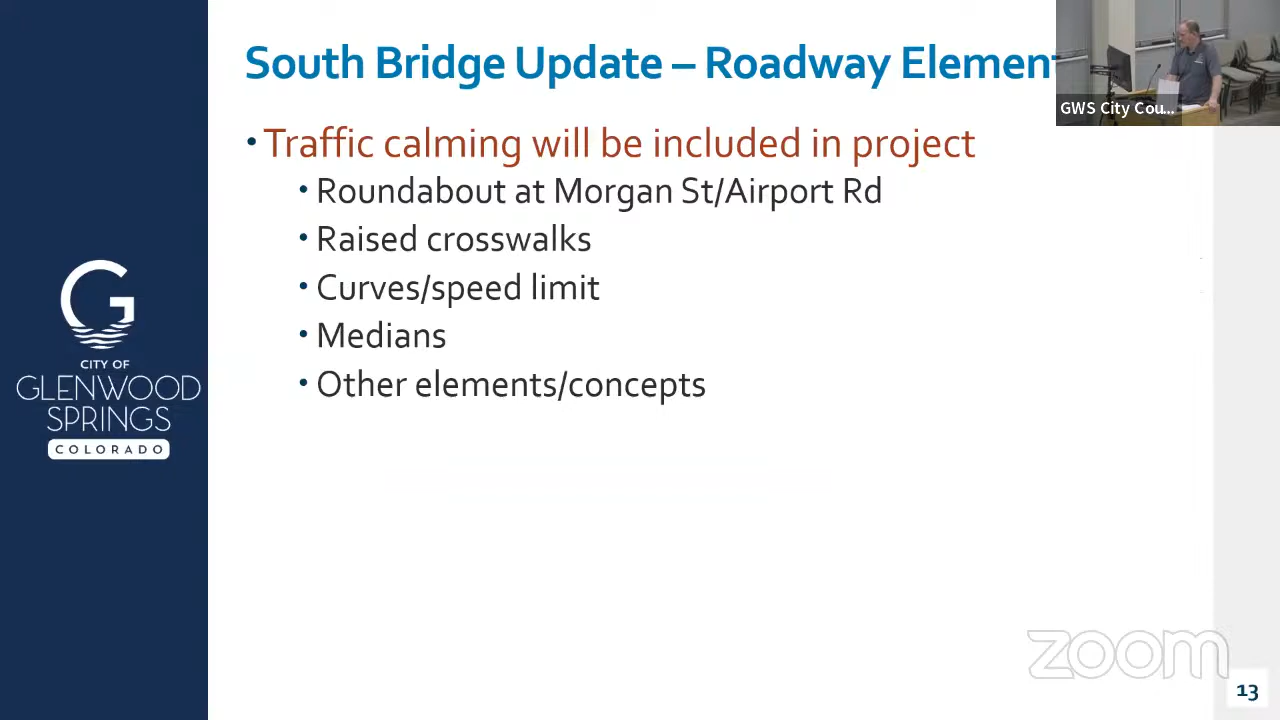 South Bridge Update – Roadway Element
GWS City Cou...
• Traffic calming will be included in project
• Roundabout at Morgan St/Airport Rd
• Raised crosswalks
• Curves/speed limit
• Medians
• Other elements/concepts
G
CITY OF
GLENWOOD
SPRINGS
COLORADO
zoom
13